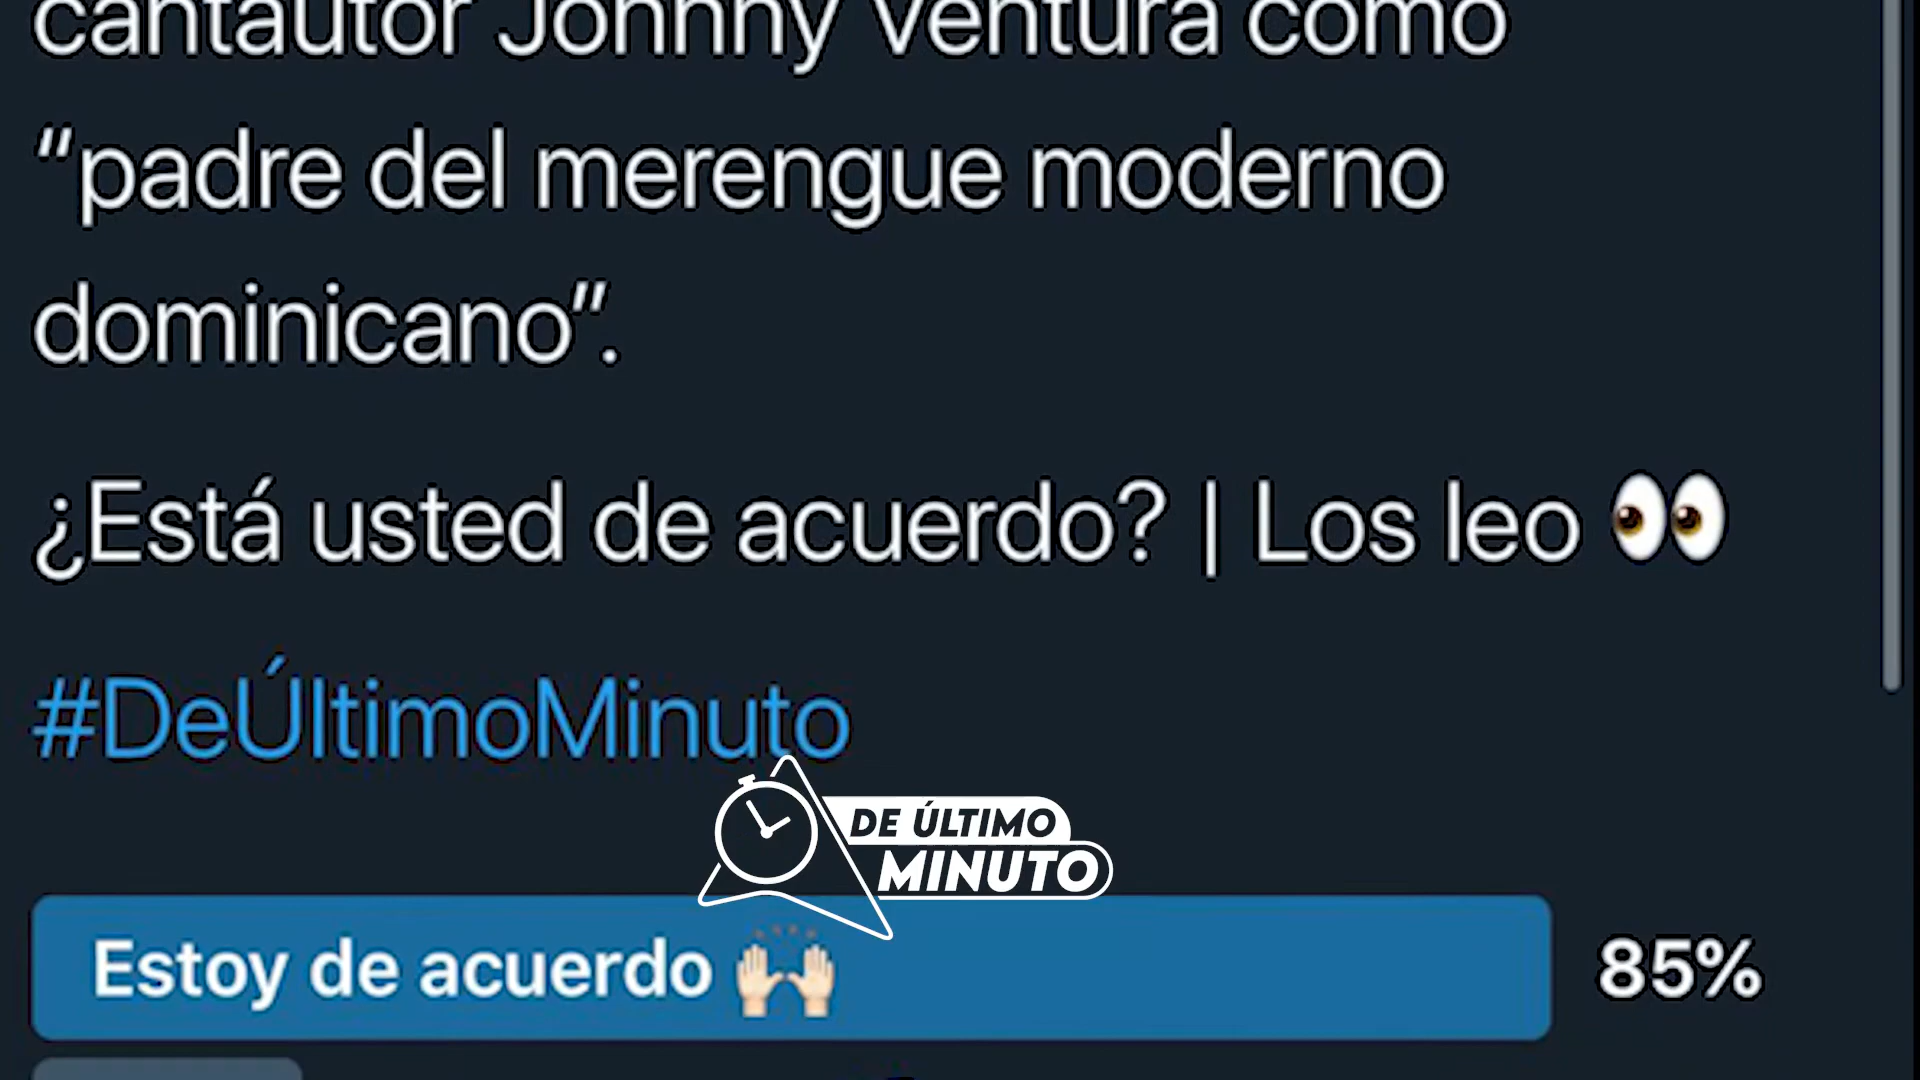 cantautor Johnny Ventura como
“padre del merengue moderno
dominicano”.
¿Está usted de acuerdo? | Los leo 👀
#DeÚltimoMinuto
DE ÚLTIMO
MINUTO
Estoy de acuerdo 🙌🏻 85%